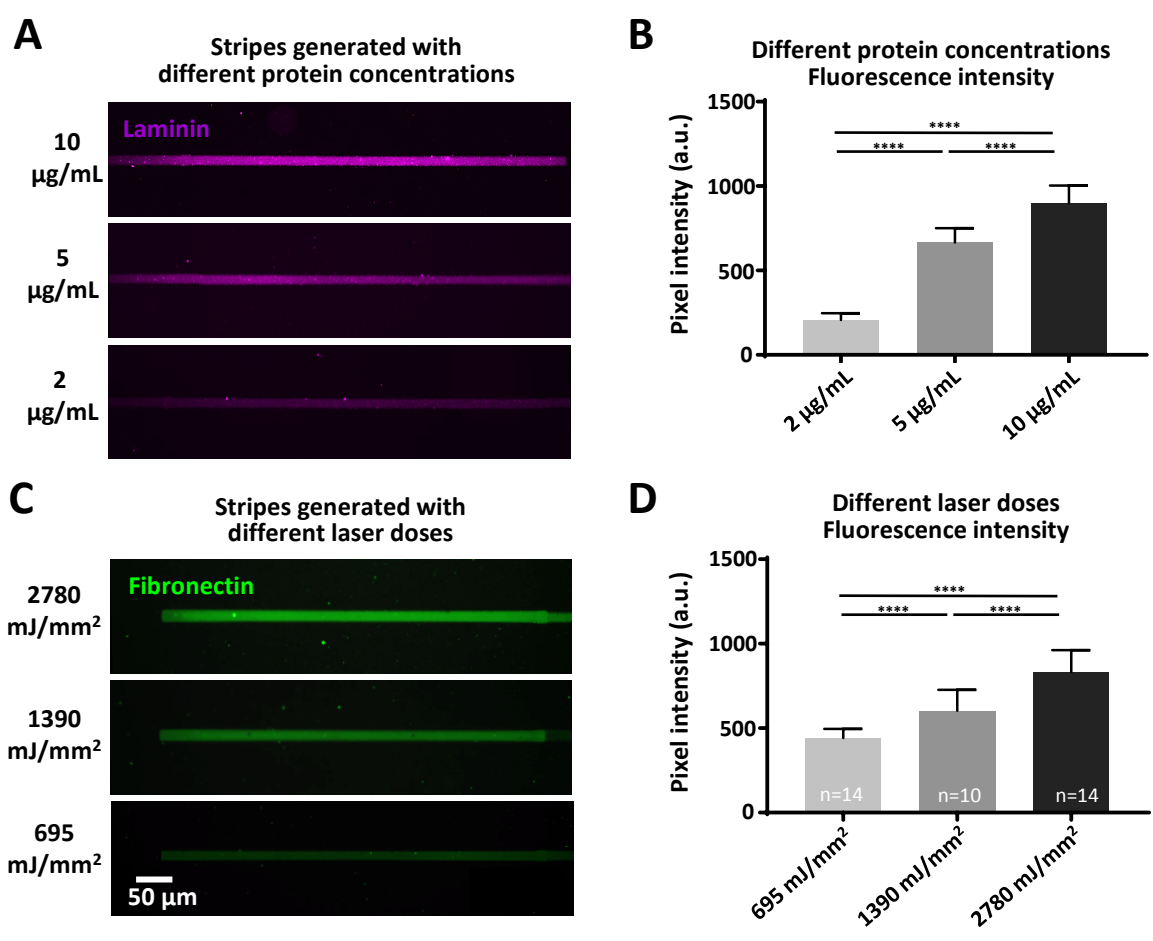 A
Stripes generated with
different protein concentrations
10
µg/mL
Laminin
5
µg/mL
2
µg/mL
B
Different protein concentrations
Fluorescence intensity
Pixel intensity (a.u.)
1500
1000
500
0
****
****
****
2 µg/mL
5 µg/mL
10 µg/mL
C
Stripes generated with
different laser doses
2780
mJ/mm²
Fibronectin
1390
mJ/mm²
695
mJ/mm²
50 µm
D
Different laser doses
Fluorescence intensity
Pixel intensity (a.u.)
1500
1000
500
0
****
****
****
n=14
n=10
n=14
695 mJ/mm²
1390 mJ/mm²
2780 mJ/mm²